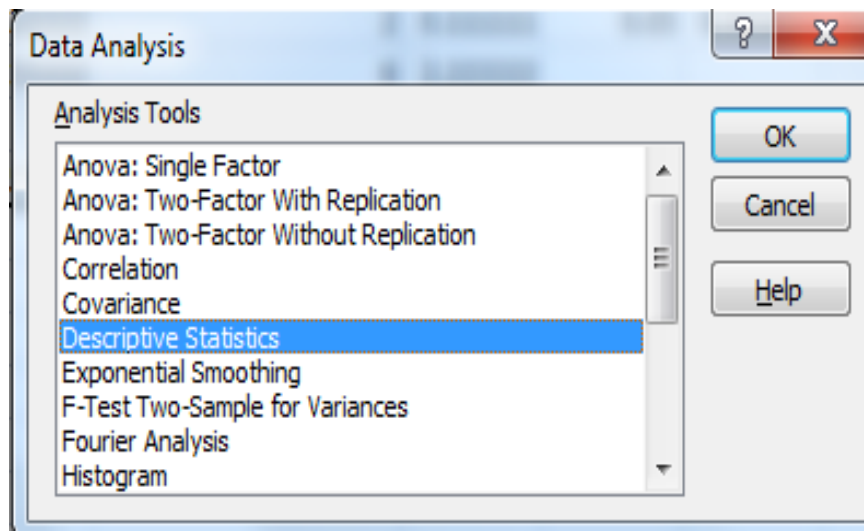 Data Analysis
?
X
Analysis Tools
Anova: Single Factor
Anova: Two-Factor With Replication
Anova: Two-Factor Without Replication
Correlation
Covariance
Descriptive Statistics
Exponential Smoothing
F-Test Two-Sample for Variances
Fourier Analysis
Histogram
OK
Cancel
Help